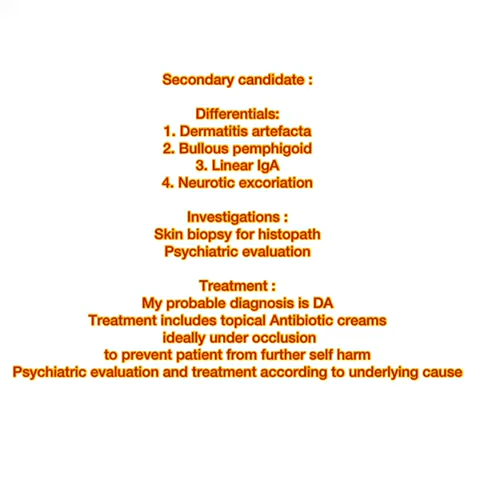 Secondary candidate :
Differentials:
1. Dermatitis artefacta
2. Bullous pemphigoid
3. Linear IgA
4. Neurotic excoriation
Investigations :
Skin biopsy for histopath
Psychiatric evaluation
Treatment :
My probable diagnosis is DA
Treatment includes topical Antibiotic creams
ideally under occlusion
to prevent patient from further self harm
Psychiatric evaluation and treatment according to underlying cause